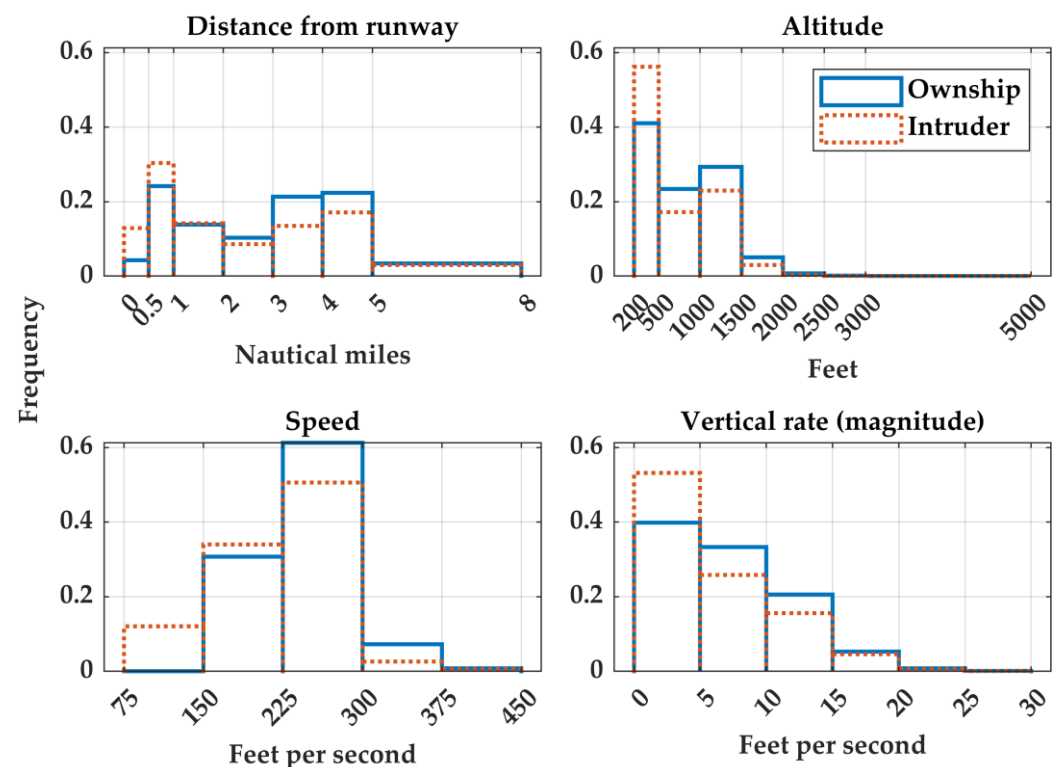 Distance from runway
0.6
0.4
0.2
0
0 0.5 1 2 3 4 5 8
Nautical miles
Altitude
0.6
0.4
0.2
0
Ownship
Intruder
200 500 1000 1500 2000 2500 3000 5000
Feet
Frequency
Speed
0.6
0.4
0.2
0
75 150 225 300 375 450
Feet per second
Vertical rate (magnitude)
0.6
0.4
0.2
0
0 5 10 15 20 25 30
Feet per second